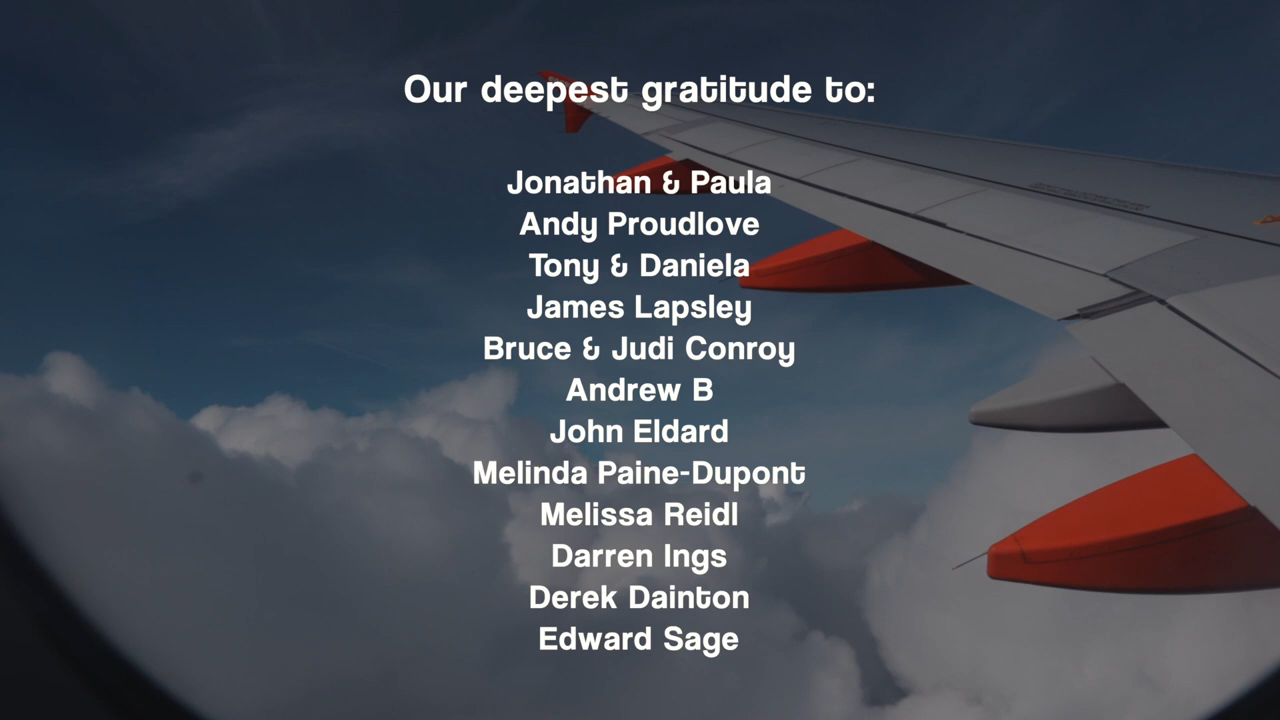 Our deepest gratitude to:
Jonathan & Paula
Andy Proudlove
Tony & Daniela
James Lapsley
Bruce & Judi Conroy
Andrew B
John Eldard
Melinda Paine-Dupont
Melissa Reidl
Darren Ings
Derek Dainton
Edward Sage